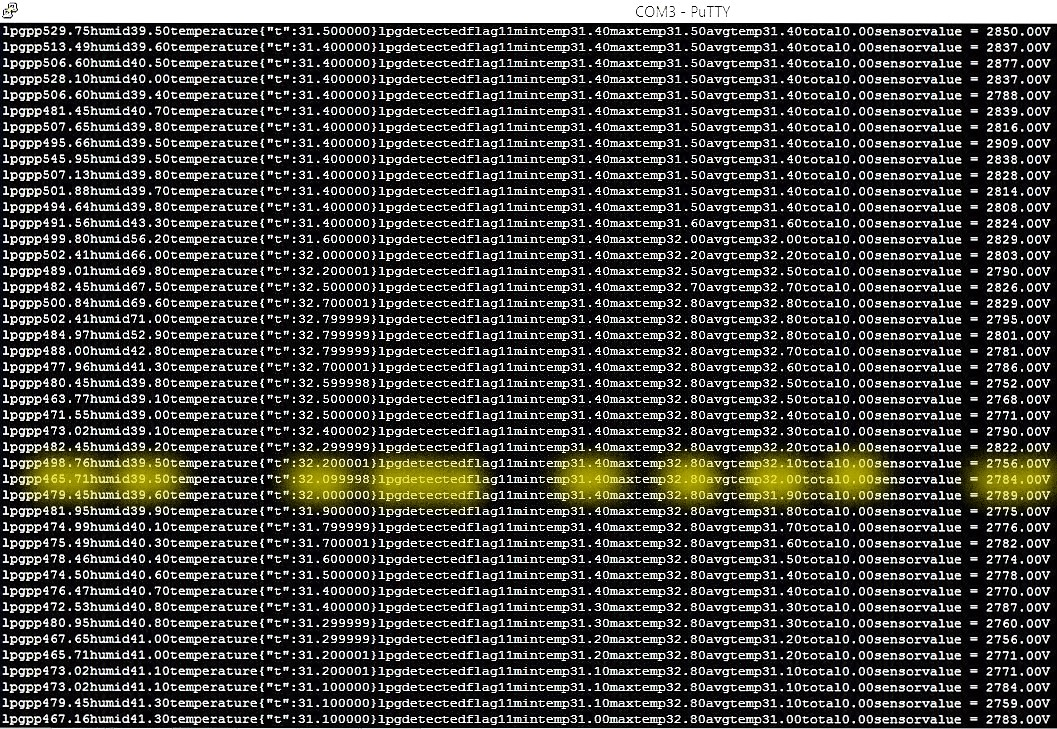 COM3 - PuTTY
lpgpp529.75humid39.50temperature{"t":31.500000}lpgdetectedflag11mintemp31.40maxtemp31.50avgtemp31.40total0.00sensorvalue = 2850.00V
lpgpp513.49humid39.60temperature{"t":31.400000}lpgdetectedflag11mintemp31.40maxtemp31.50avgtemp31.40total0.00sensorvalue = 2837.00V
lpgpp506.60humid40.50temperature{"t":31.400000}lpgdetectedflag11mintemp31.40maxtemp31.50avgtemp31.40total0.00sensorvalue = 2877.00V
lpgpp528.10humid40.00temperature{"t":31.400000}lpgdetectedflag11mintemp31.40maxtemp31.50avgtemp31.40total0.00sensorvalue = 2837.00V
lpgpp506.60humid39.40temperature{"t":31.400000}lpgdetectedflag11mintemp31.40maxtemp31.50avgtemp31.40total0.00sensorvalue = 2788.00V
lpgpp481.45humid40.70temperature{"t":31.400000}lpgdetectedflag11mintemp31.40maxtemp31.50avgtemp31.40total0.00sensorvalue = 2839.00V
lpgpp507.65humid39.80temperature{"t":31.400000}lpgdetectedflag11mintemp31.40maxtemp31.50avgtemp31.40total0.00sensorvalue = 2816.00V
lpgpp495.66humid39.50temperature{"t":31.400000}lpgdetectedflag11mintemp31.40maxtemp31.50avgtemp31.40total0.00sensorvalue = 2909.00V
lpgpp545.95humid39.50temperature{"t":31.400000}lpgdetectedflag11mintemp31.40maxtemp31.50avgtemp31.40total0.00sensorvalue = 2838.00V
lpgpp507.13humid39.80temperature{"t":31.400000}lpgdetectedflag11mintemp31.40maxtemp31.50avgtemp31.40total0.00sensorvalue = 2828.00V
lpgpp501.88humid39.70temperature{"t":31.400000}lpgdetectedflag11mintemp31.40maxtemp31.50avgtemp31.40total0.00sensorvalue = 2814.00V
lpgpp494.64humid39.50temperature{"t":31.400000}lpgdetectedflag11mintemp31.40maxtemp31.50avgtemp31.40total0.00sensorvalue = 2808.00V
lpgpp491.56humid43.30temperature{"t":31.400000}lpgdetectedflag11mintemp31.40maxtemp31.60avgtemp31.60total0.00sensorvalue = 2824.00V
lpgpp499.80humid56.20temperature{"t":31.600000}lpgdetectedflag11mintemp31.40maxtemp32.00avgtemp32.00total0.00sensorvalue = 2829.00V
lpgpp502.41humid66.00temperature{"t":32.000000}lpgdetectedflag11mintemp31.40maxtemp32.20avgtemp32.20total0.00sensorvalue = 2803.00V
lpgpp489.01humid69.80temperature{"t":32.200001}lpgdetectedflag11mintemp31.40maxtemp32.50avgtemp32.50total0.00sensorvalue = 2790.00V
lpgpp482.45humid67.50temperature{"t":32.500000}lpgdetectedflag11mintemp31.40maxtemp32.70avgtemp32.70total0.00sensorvalue = 2826.00V
lpgpp500.84humid69.60temperature{"t":32.700001}lpgdetectedflag11mintemp31.40maxtemp32.80avgtemp32.80total0.00sensorvalue = 2829.00V
lpgpp502.41humid71.00temperature{"t":32.799999}lpgdetectedflag11mintemp31.40maxtemp32.80avgtemp32.80total0.00sensorvalue = 2795.00V
lpgpp484.97humid52.90temperature{"t":32.799999}lpgdetectedflag11mintemp31.40maxtemp32.80avgtemp32.80total0.00sensorvalue = 2801.00V
lpgpp488.00humid42.80temperature{"t":32.799999}lpgdetectedflag11mintemp31.40maxtemp32.80avgtemp32.70total0.00sensorvalue = 2781.00V
lpgpp477.96humid41.30temperature{"t":32.700001}lpgdetectedflag11mintemp31.40maxtemp32.80avgtemp32.60total0.00sensorvalue = 2786.00V
lpgpp480.45humid39.80temperature{"t":32.599998}lpgdetectedflag11mintemp31.40maxtemp32.80avgtemp32.50total0.00sensorvalue = 2752.00V
lpgpp463.77humid39.10temperature{"t":32.500000}lpgdetectedflag11mintemp31.40maxtemp32.80avgtemp32.50total0.00sensorvalue = 2768.00V
lpgpp471.55humid39.00temperature{"t":32.500000}lpgdetectedflag11mintemp31.40maxtemp32.80avgtemp32.40total0.00sensorvalue = 2771.00V
lpgpp473.02humid39.10temperature{"t":32.400002}lpgdetectedflag11mintemp31.40maxtemp32.80avgtemp32.30total0.00sensorvalue = 2790.00V
lpgpp482.45humid39.20temperature{"t":32.299999}lpgdetectedflag11mintemp31.40maxtemp32.80avgtemp32.20total0.00sensorvalue = 2822.00V
lpgpp498.76humid39.50temperature{"t":32.200001}lpgdetectedflag11mintemp31.40maxtemp32.80avgtemp32.10total0.00sensorvalue = 2756.00V
lpgpp465.71humid39.50temperature{"t":32.099998}lpgdetectedflag11mintemp31.40maxtemp32.80avgtemp32.00total0.00sensorvalue = 2784.00V
lpgpp479.45humid39.60temperature{"t":32.000000}lpgdetectedflag11mintemp31.40maxtemp32.80avgtemp31.90total0.00sensorvalue = 2789.00V
lpgpp481.95humid39.90temperature{"t":31.900000}lpgdetectedflag11mintemp31.40maxtemp32.80avgtemp31.80total0.00sensorvalue = 2775.00V
lpgpp474.99humid40.10temperature{"t":31.799999}lpgdetectedflag11mintemp31.40maxtemp32.80avgtemp31.70total0.00sensorvalue = 2776.00V
lpgpp475.49humid40.30temperature{"t":31.700001}lpgdetectedflag11mintemp31.40maxtemp32.80avgtemp31.60total0.00sensorvalue = 2782.00V
lpgpp478.46humid40.40temperature{"t":31.600000}lpgdetectedflag11mintemp31.40maxtemp32.80avgtemp31.50total0.00sensorvalue = 2774.00V
lpgpp474.50humid40.60temperature{"t":31.500000}lpgdetectedflag11mintemp31.40maxtemp32.80avgtemp31.40total0.00sensorvalue = 2778.00V
lpgpp476.47humid40.70temperature{"t":31.400000}lpgdetectedflag11mintemp31.40maxtemp32.80avgtemp31.40total0.00sensorvalue = 2770.00V
lpgpp472.53humid40.80temperature{"t":31.400000}lpgdetectedflag11mintemp31.30maxtemp32.80avgtemp31.30total0.00sensorvalue = 2787.00V
lpgpp480.95humid40.80temperature{"t":31.299999}lpgdetectedflag11mintemp31.30maxtemp32.80avgtemp31.30total0.00sensorvalue = 2760.00V
lpgpp467.65humid41.00temperature{"t":31.299999}lpgdetectedflag11mintemp31.20maxtemp32.80avgtemp31.20total0.00sensorvalue = 2756.00V
lpgpp465.71humid41.00temperature{"t":31.200001}lpgdetectedflag11mintemp31.20maxtemp32.80avgtemp31.20total0.00sensorvalue = 2771.00V
lpgpp473.02humid41.10temperature{"t":31.200001}lpgdetectedflag11mintemp31.10maxtemp32.80avgtemp31.10total0.00sensorvalue = 2771.00V
lpgpp473.02humid41.10temperature{"t":31.100000}lpgdetectedflag11mintemp31.10maxtemp32.80avgtemp31.10total0.00sensorvalue = 2784.00V
lpgpp479.45humid41.30temperature{"t":31.100000}lpgdetectedflag11mintemp31.10maxtemp32.80avgtemp31.10total0.00sensorvalue = 2759.00V
lpgpp467.16humid41.30temperature{"t":31.100000}lpgdetectedflag11mintemp31.00maxtemp32.80avgtemp31.00total0.00sensorvalue = 2783.00V